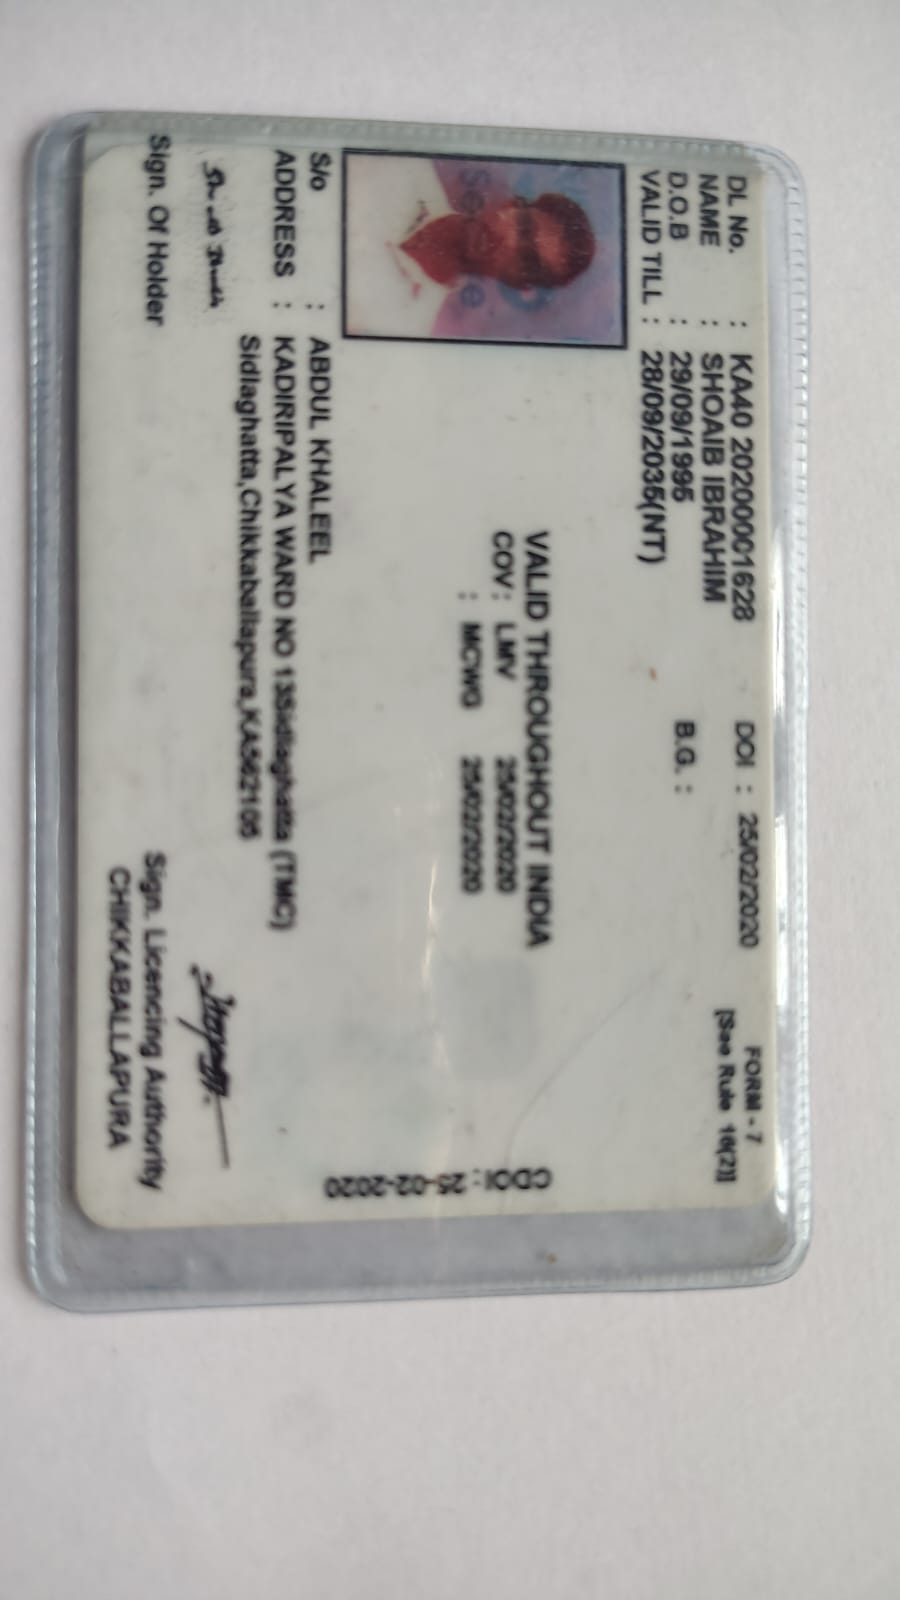 FORM - 7
[See Rule 16(2)]
DL No. : KA40 20200001628 DOI : 25/02/2020
NAME : SHOAIB IBRAHIM
D.O.B : 29/09/1995 B.G. :
VALID TILL : 28/09/2035(NT)
VALID THROUGHOUT INDIA
COV : LMV 25/02/2020
: MCWG 25/02/2020
CDOI : 25-02-2020
S/o : ABDUL KHALEEL
ADDRESS : KADIRIPALYA WARD NO 13Sidlaghatta (TMC)
Sidlaghatta,Chikkaballapura,KA562105
Sign. Of Holder
Sign. Licencing Authority
CHIKKABALLAPURA